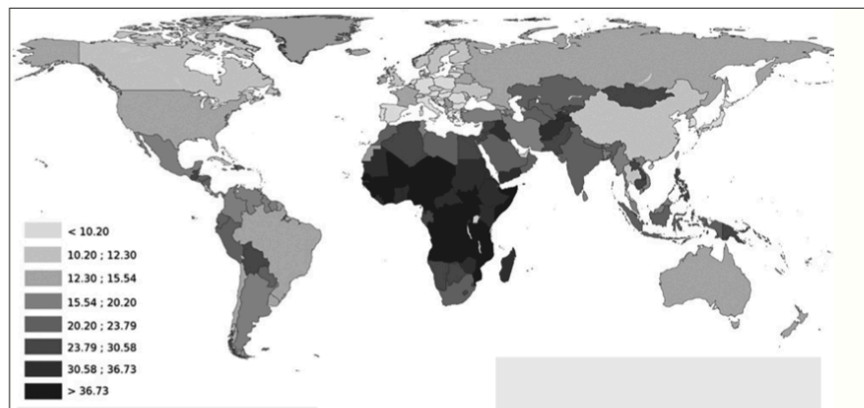 < 10.20
10.20 ; 12.30
12.30 ; 15.54
15.54 ; 20.20
20.20 ; 23.79
23.79 ; 30.58
30.58 ; 36.73
> 36.73